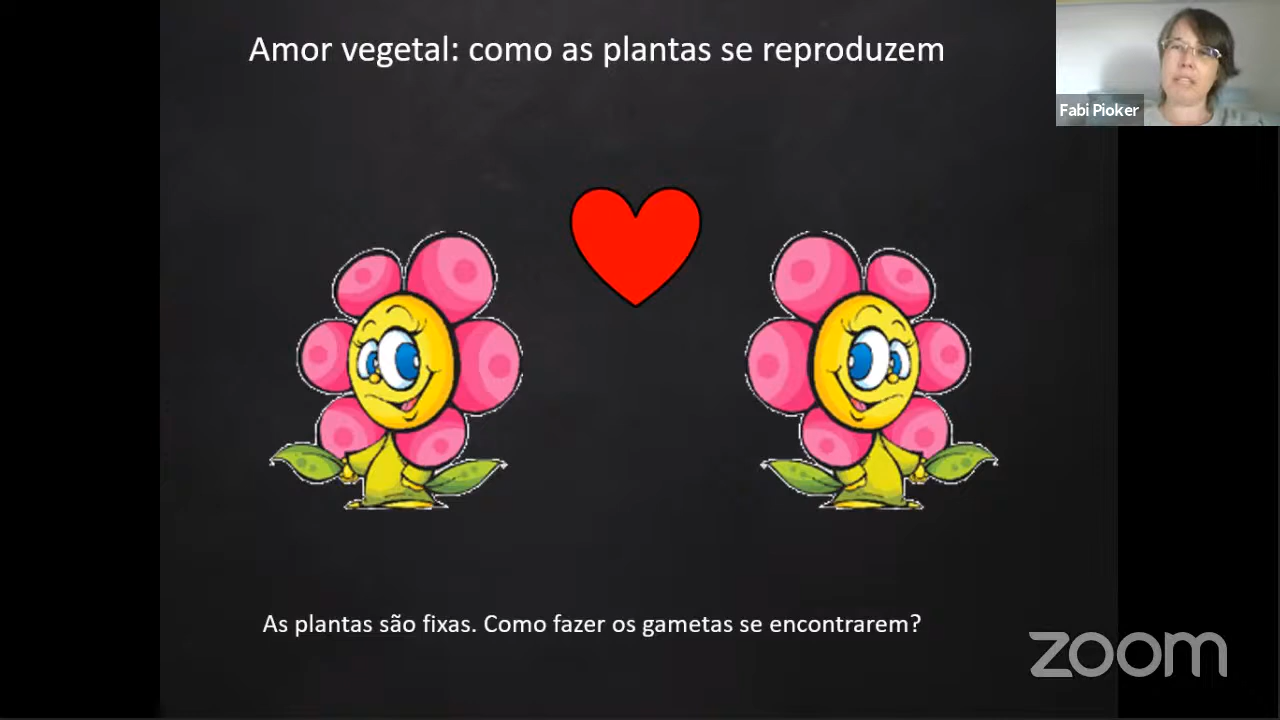 Amor vegetal: como as plantas se reproduzem
Fabi Pioker
As plantas são fixas. Como fazer os gametas se encontrarem?
zoom